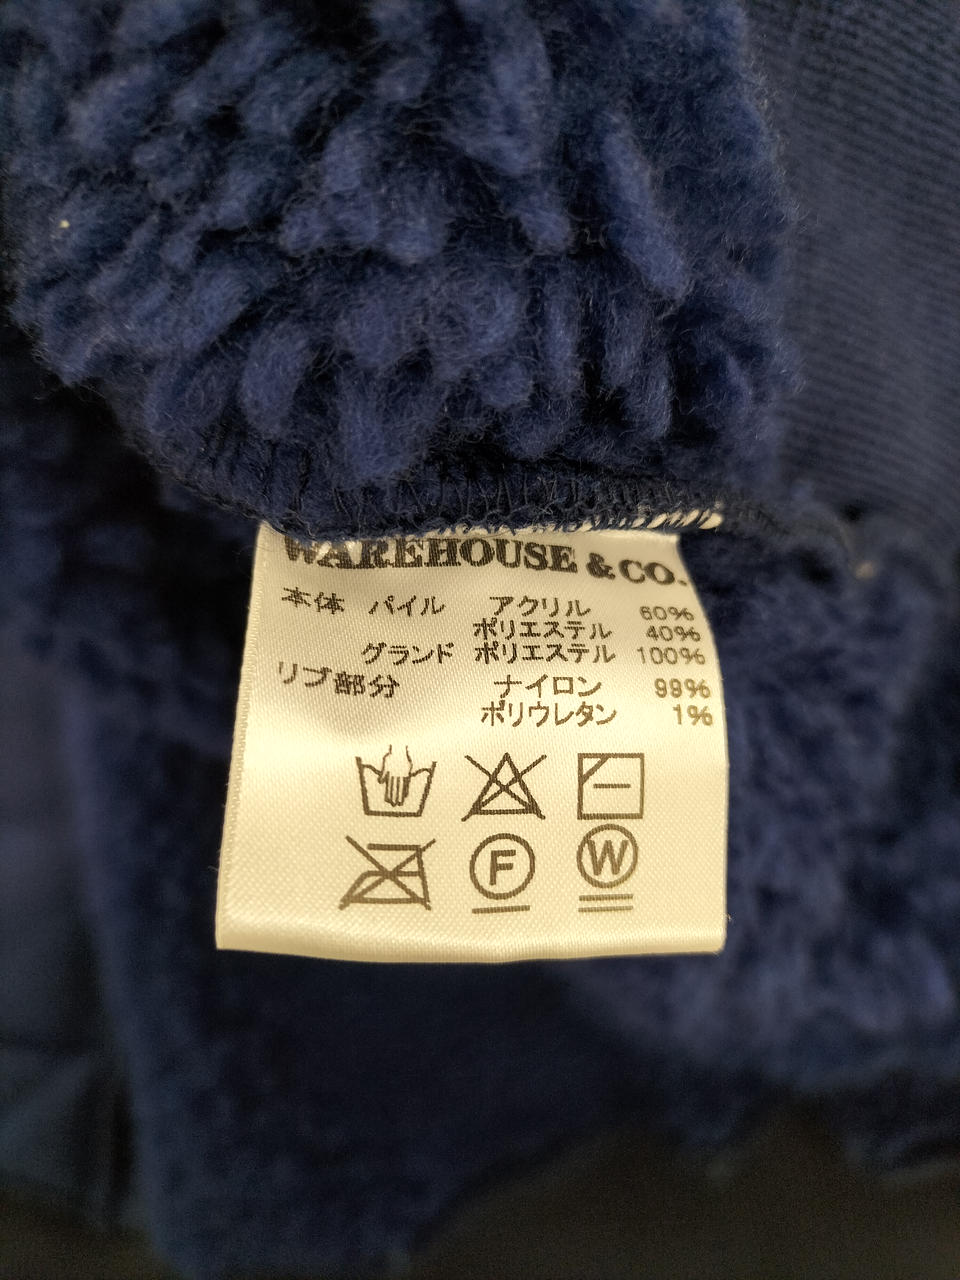 WAREHOUSE & CO.
本体 パイル アクリル 60%
ポリエステル 40%
グランド ポリエステル 100%
リブ部分 ナイロン 99%
ポリウレタン 1%
F
W